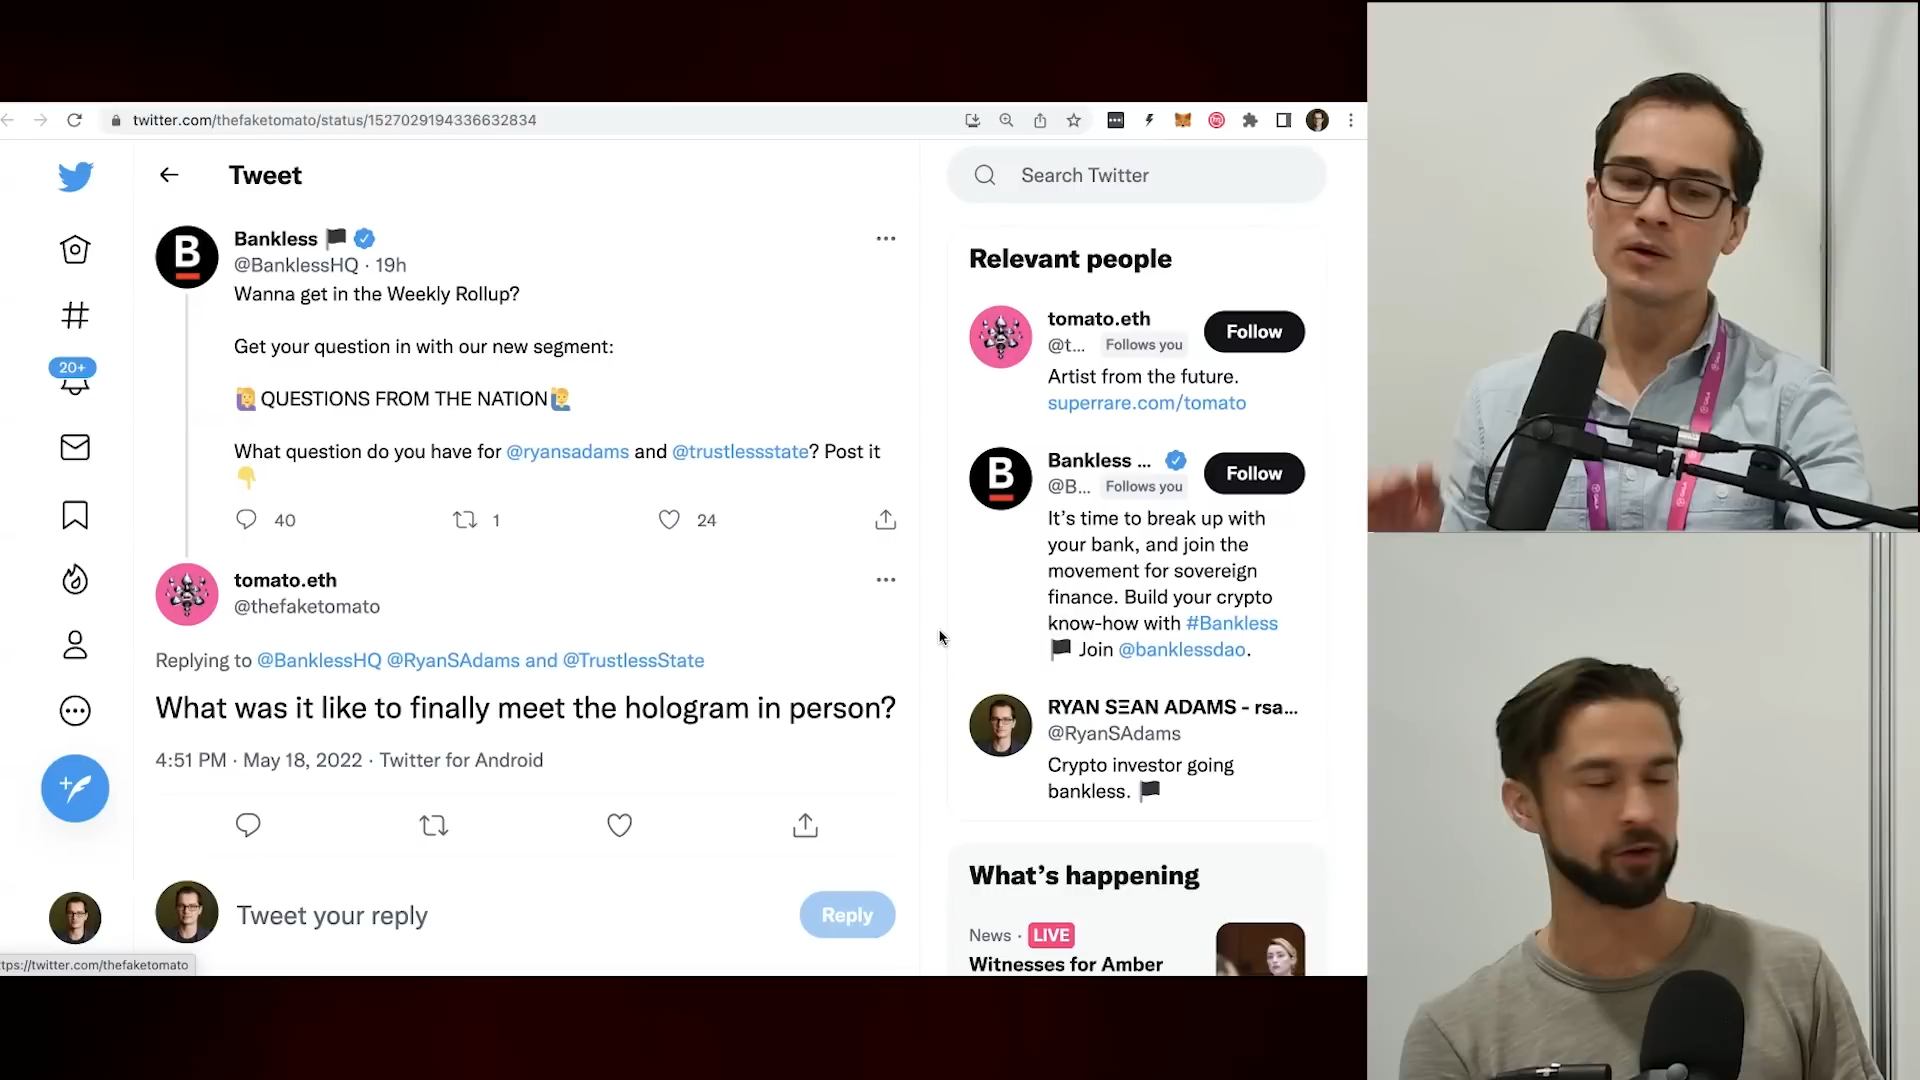 twitter.com/thefaketomato/status/1527029194336632834
Tweet
Bankless
@BanklessHQ · 19h
Wanna get in the Weekly Rollup?
Get your question in with our new segment:
🙋‍♀️QUESTIONS FROM THE NATION🙋‍♂️
What question do you have for @ryansadams and @trustlessstate? Post it
👇
40
1
24
tomato.eth
@thefaketomato
Replying to @BanklessHQ @RyanSAdams and @TrustlessState
What was it like to finally meet the hologram in person?
4:51 PM · May 18, 2022 · Twitter for Android
Tweet your reply
Reply
20+
tps://twitter.com/thefaketomato
Search Twitter
Relevant people
tomato.eth
@t...
Follows you
Follow
Artist from the future.
superrare.com/tomato
B
Bankless ...
@B...
Follows you
Follow
It's time to break up with
your bank, and join the
movement for sovereign
finance. Build your crypto
know-how with #Bankless
🏴 Join @banklessdao.
RYAN SΞAN ADAMS - rsa...
@RyanSAdams
Crypto investor going
bankless. 🏴
What's happening
News · LIVE
Witnesses for Amber
B